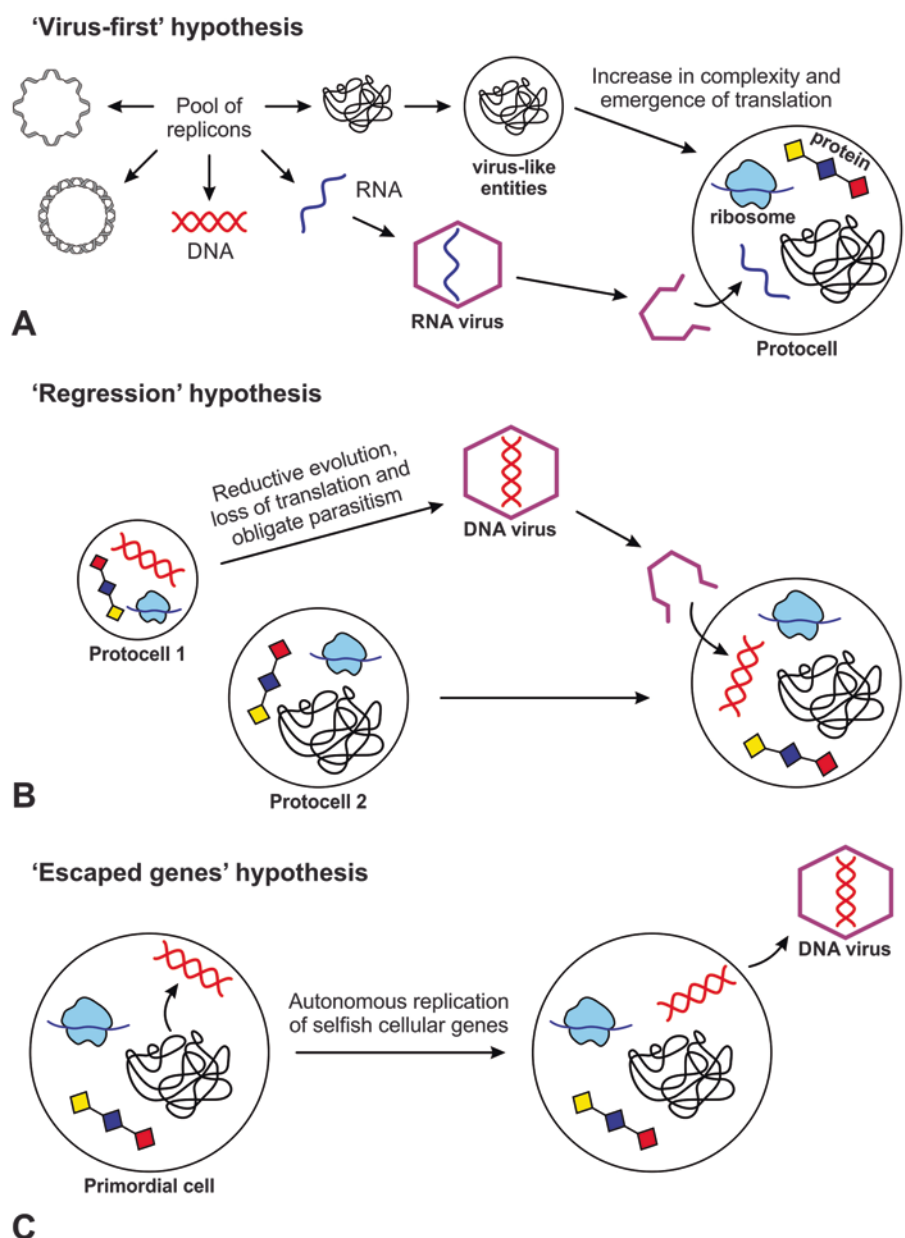 ‘Virus-first’ hypothesis
Pool of
replicons
RNA
DNA
virus-like
entities
RNA virus
Increase in complexity and
emergence of translation
protein
ribosome
Protocell
A
‘Regression’ hypothesis
Reductive evolution,
loss of translation and
obligate parasitism
DNA virus
Protocell 1
Protocell 2
B
‘Escaped genes’ hypothesis
DNA virus
Autonomous replication
of selfish cellular genes
Primordial cell
C